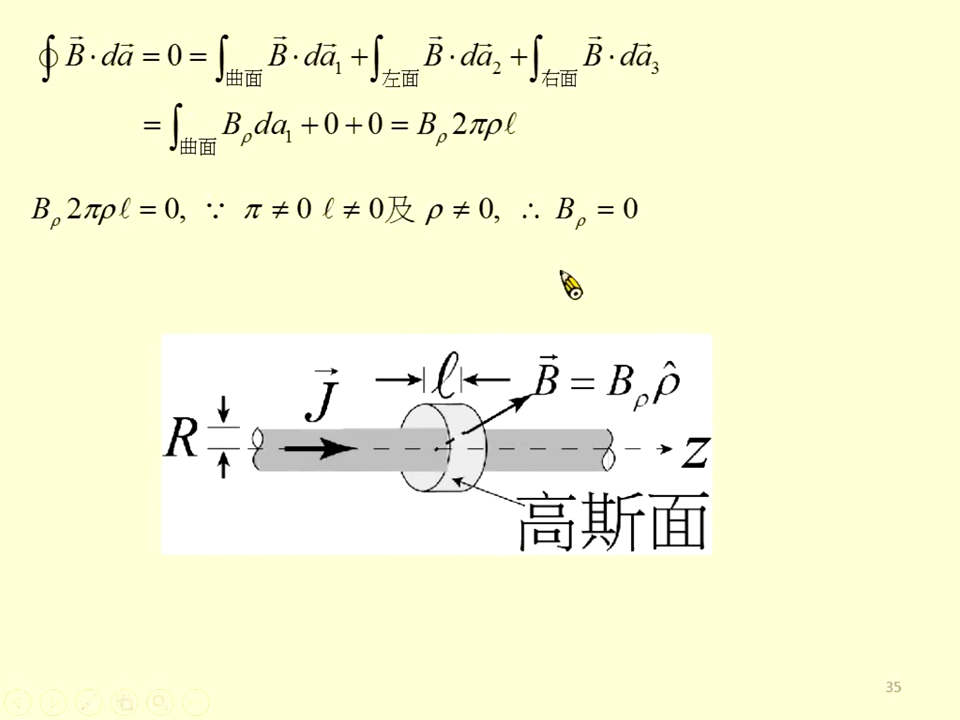 ∮ B⃗ · da⃗ = 0 = ∫曲面 B⃗ · da⃗₁ + ∫左面 B⃗ · da⃗₂ + ∫右面 B⃗ · da⃗₃
= ∫曲面 Bᵨ da₁ + 0 + 0 = Bᵨ 2πρℓ
Bᵨ 2πρℓ = 0, ∵ π ≠ 0 ℓ ≠ 0及 ρ ≠ 0, ∴ Bᵨ = 0
R J⃗ ℓ B⃗ = Bᵨ ρ̂
z
高斯面
35